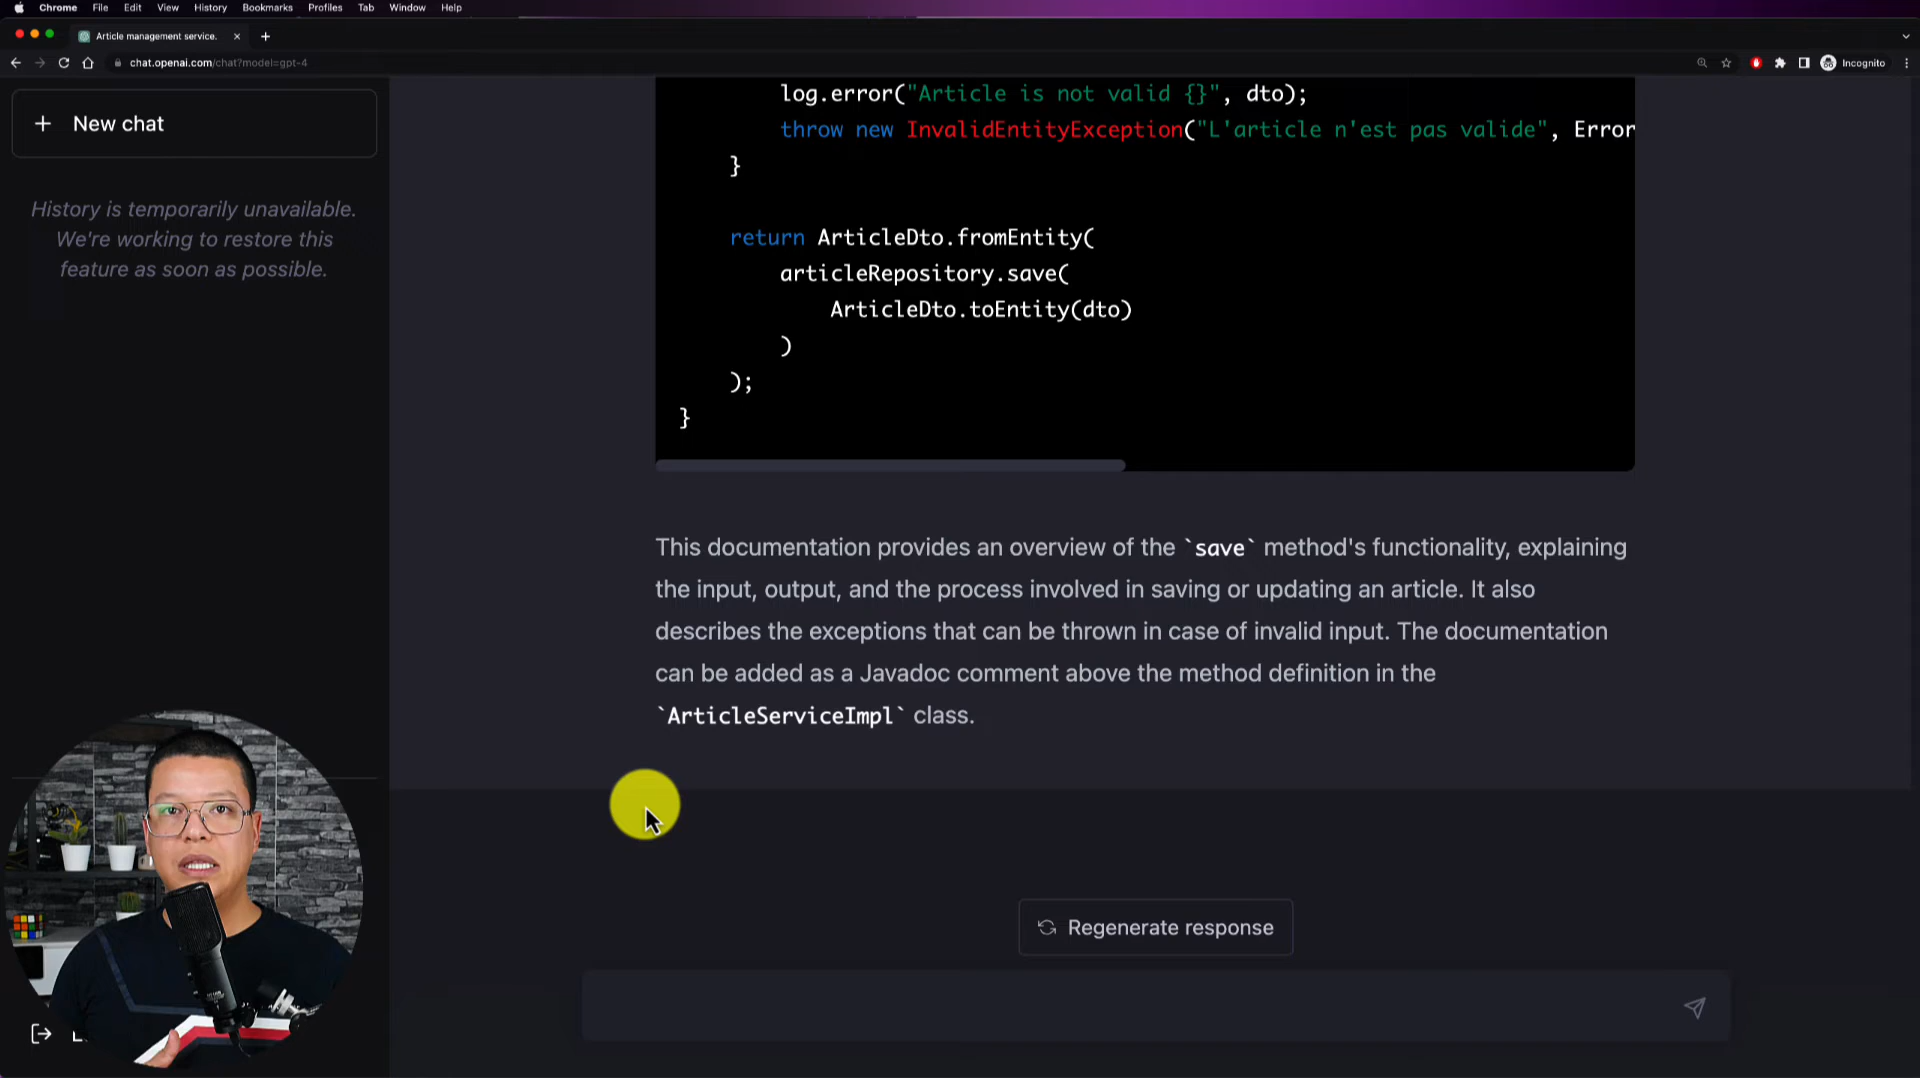 Chrome File Edit View History Bookmarks Profiles Tab Window Help
Article management service.
chat.openai.com/chat?model=gpt-4
Incognito
+ New chat
History is temporarily unavailable.
We're working to restore this
feature as soon as possible.
log.error("Article is not valid {}", dto);
throw new InvalidEntityException("L'article n'est pas valide", Error
}
return ArticleDto.fromEntity(
articleRepository.save(
ArticleDto.toEntity(dto)
)
);
}
This documentation provides an overview of the `save` method's functionality, explaining
the input, output, and the process involved in saving or updating an article. It also
describes the exceptions that can be thrown in case of invalid input. The documentation
can be added as a Javadoc comment above the method definition in the
`ArticleServiceImpl` class.
Regenerate response